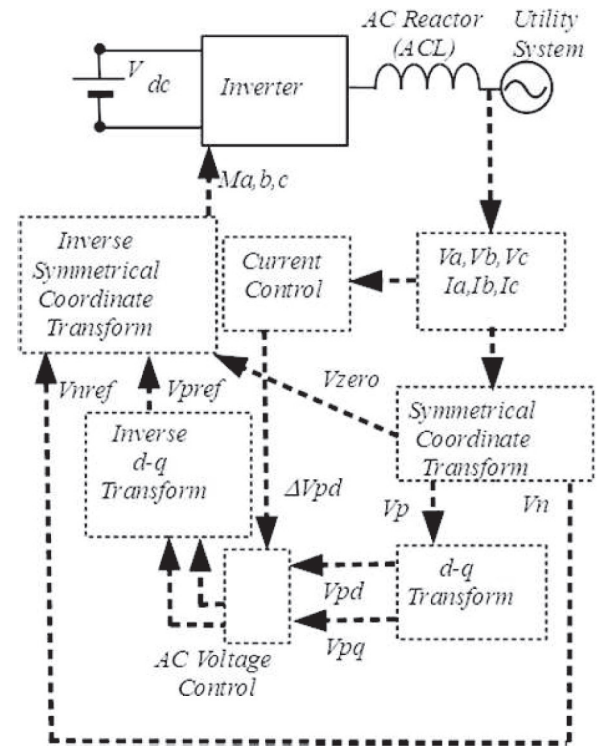 AC Reactor
(ACL)
Utility
System
V dc
Inverter
Ma,b,c
Inverse
Symmetrical
Coordinate
Transform
Current
Control
Va,Vb,Vc
Ia,Ib,Ic
Vzero
Vnref
Vpref
Symmetrical
Coordinate
Transform
Inverse
d-q
Transform
ΔVpd
Vp
Vn
d-q
Transform
Vpd
Vpq
AC Voltage
Control